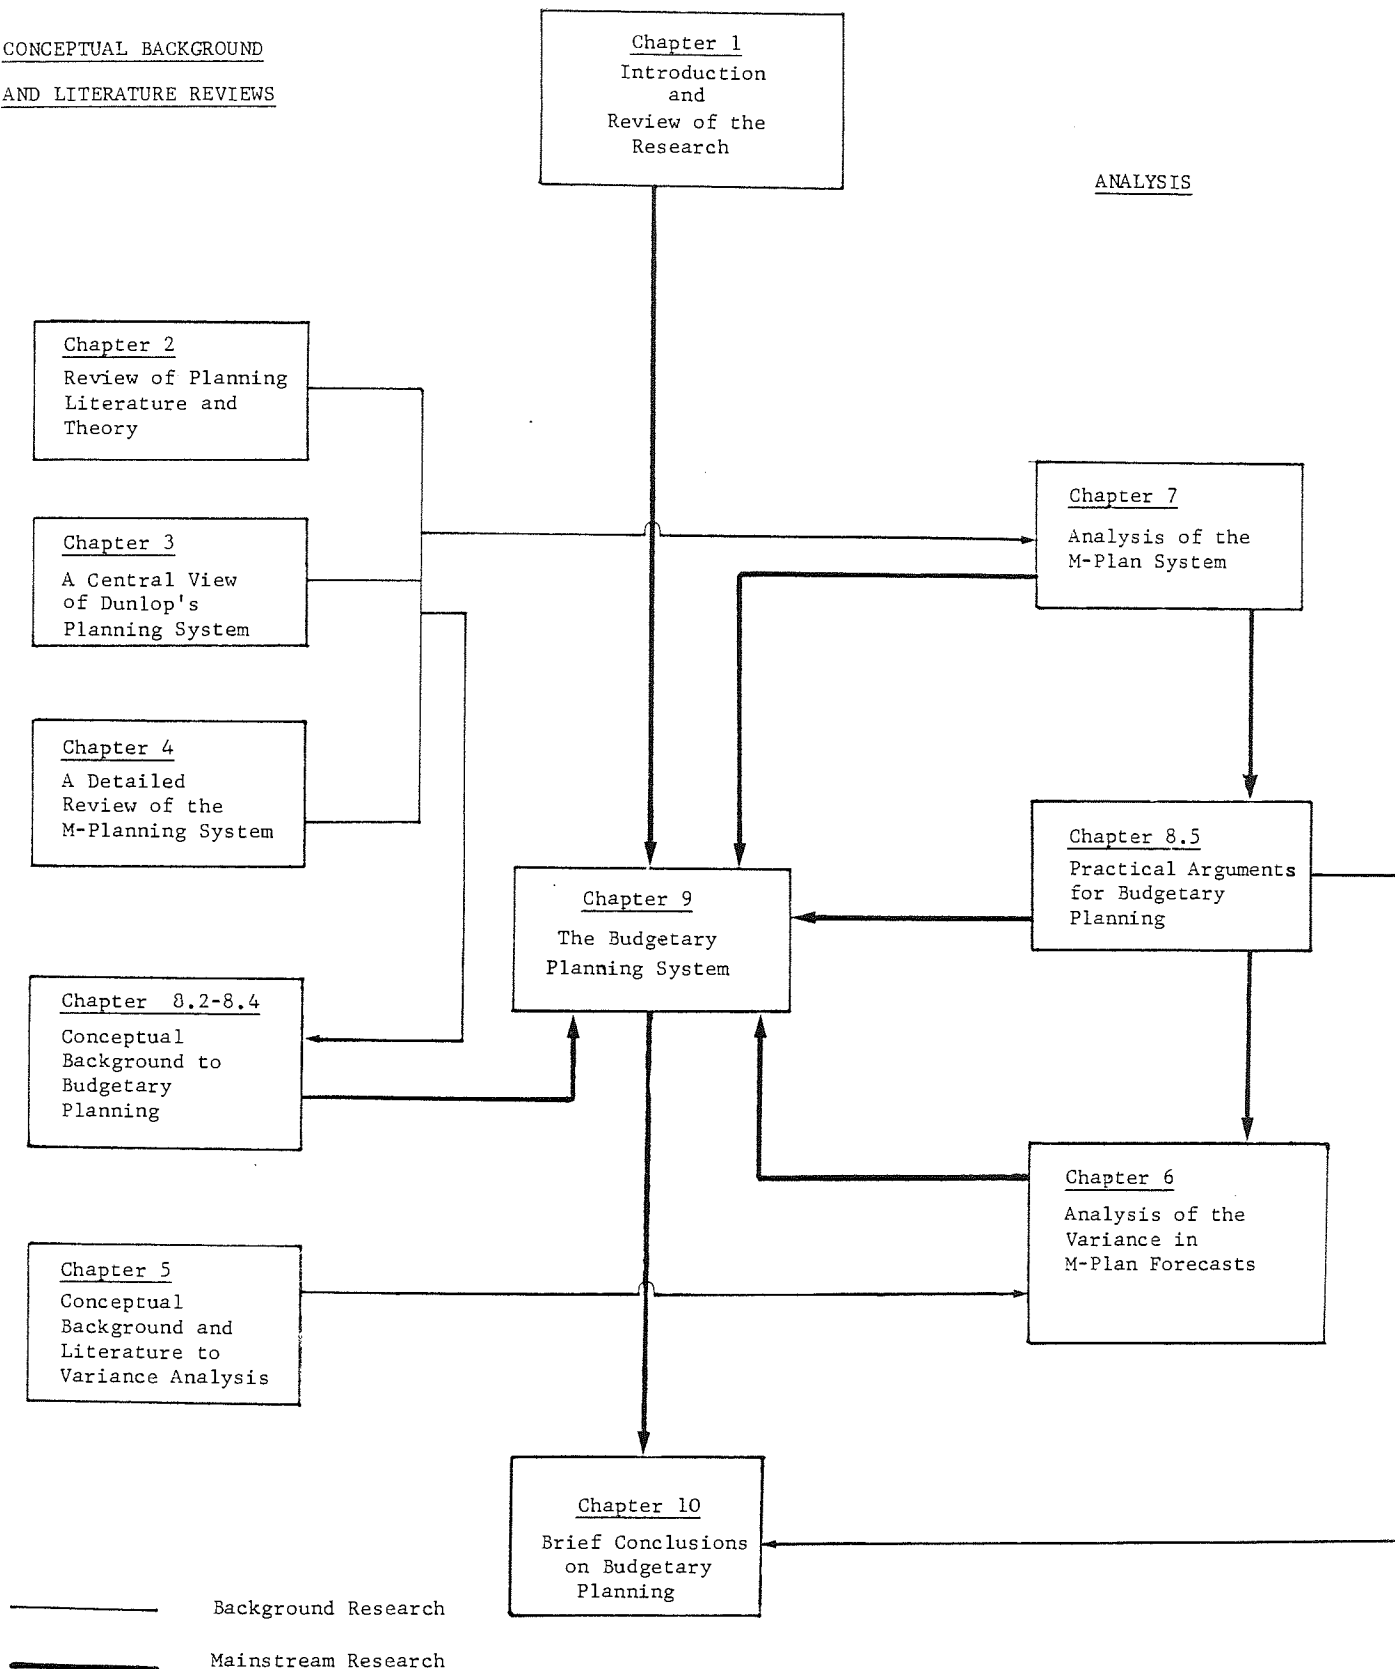 CONCEPTUAL BACKGROUND
AND LITERATURE REVIEWS
Chapter 1
Introduction
and
Review of the
Research
ANALYSIS
Chapter 2
Review of Planning
Literature and
Theory
Chapter 3
A Central View
of Dunlop's
Planning System
Chapter 4
A Detailed
Review of the
M-Planning System
Chapter 8.2-8.4
Conceptual
Background to
Budgetary
Planning
Chapter 5
Conceptual
Background and
Literature to
Variance Analysis
Chapter 9
The Budgetary
Planning System
Chapter 7
Analysis of the
M-Plan System
Chapter 8.5
Practical Arguments
for Budgetary
Planning
Chapter 6
Analysis of the
Variance in
M-Plan Forecasts
Chapter 10
Brief Conclusions
on Budgetary
Planning
Background Research
Mainstream Research